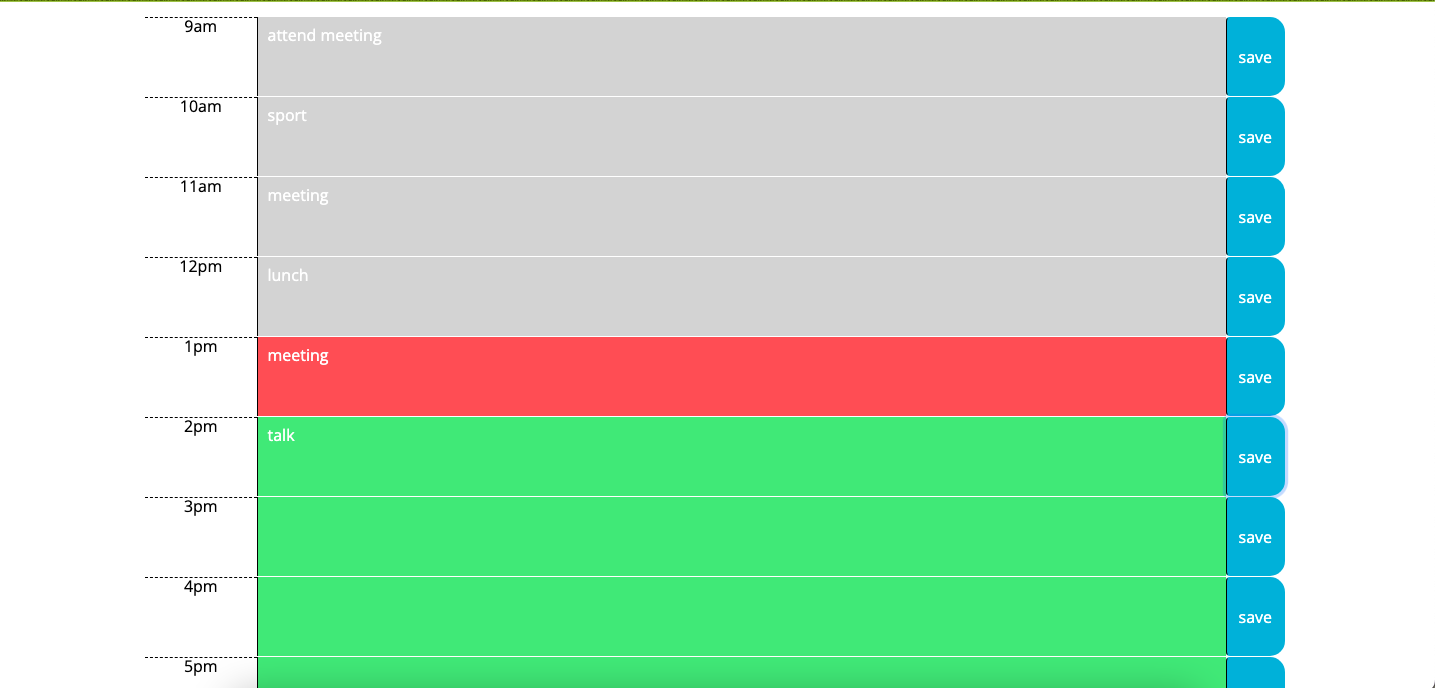 9am attend meeting save
10am sport save
11am meeting save
12pm lunch save
1pm meeting save
2pm talk save
3pm save
4pm save
5pm